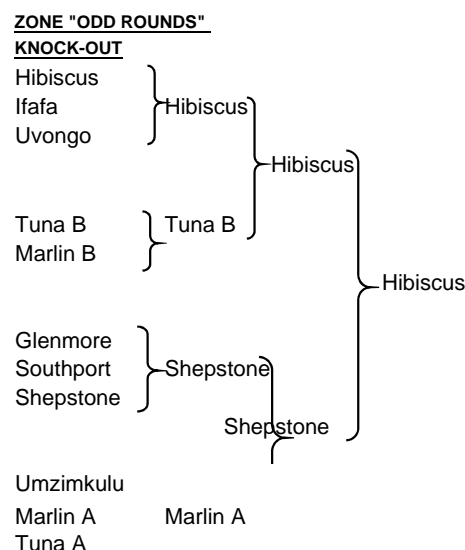 ZONE "ODD ROUNDS"
KNOCK-OUT
Hibiscus
Ifafa Hibiscus
Uvongo
Hibiscus
Tuna B Tuna B
Marlin B
Hibiscus
Glenmore
Southport Shepstone
Shepstone
Shepstone
Umzimkulu
Marlin A Marlin A
Tuna A